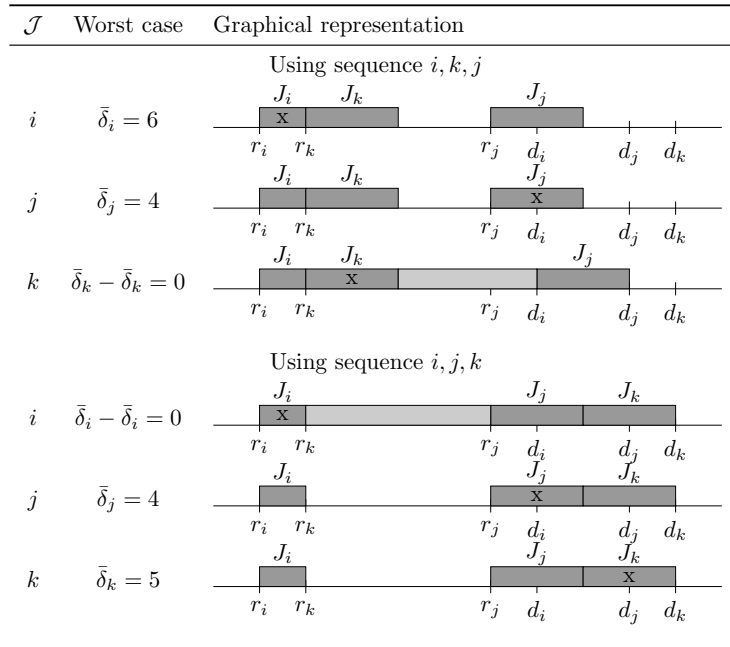 𝒥 Worst case Graphical representation
Using sequence i, k, j
J_i J_k J_j
i δ̄_i = 6 x
r_i r_k r_j d_i d_j d_k
J_i J_k J_j
j δ̄_j = 4 x
r_i r_k r_j d_i d_j d_k
J_i J_k J_j
k δ̄_k − δ̄_k = 0 x
r_i r_k r_j d_i d_j d_k
Using sequence i, j, k
J_i J_j J_k
i δ̄_i − δ̄_i = 0 x
r_i r_k r_j d_i d_j d_k
J_i J_j J_k
j δ̄_j = 4 x
r_i r_k r_j d_i d_j d_k
J_i J_j J_k
k δ̄_k = 5 x
r_i r_k r_j d_i d_j d_k